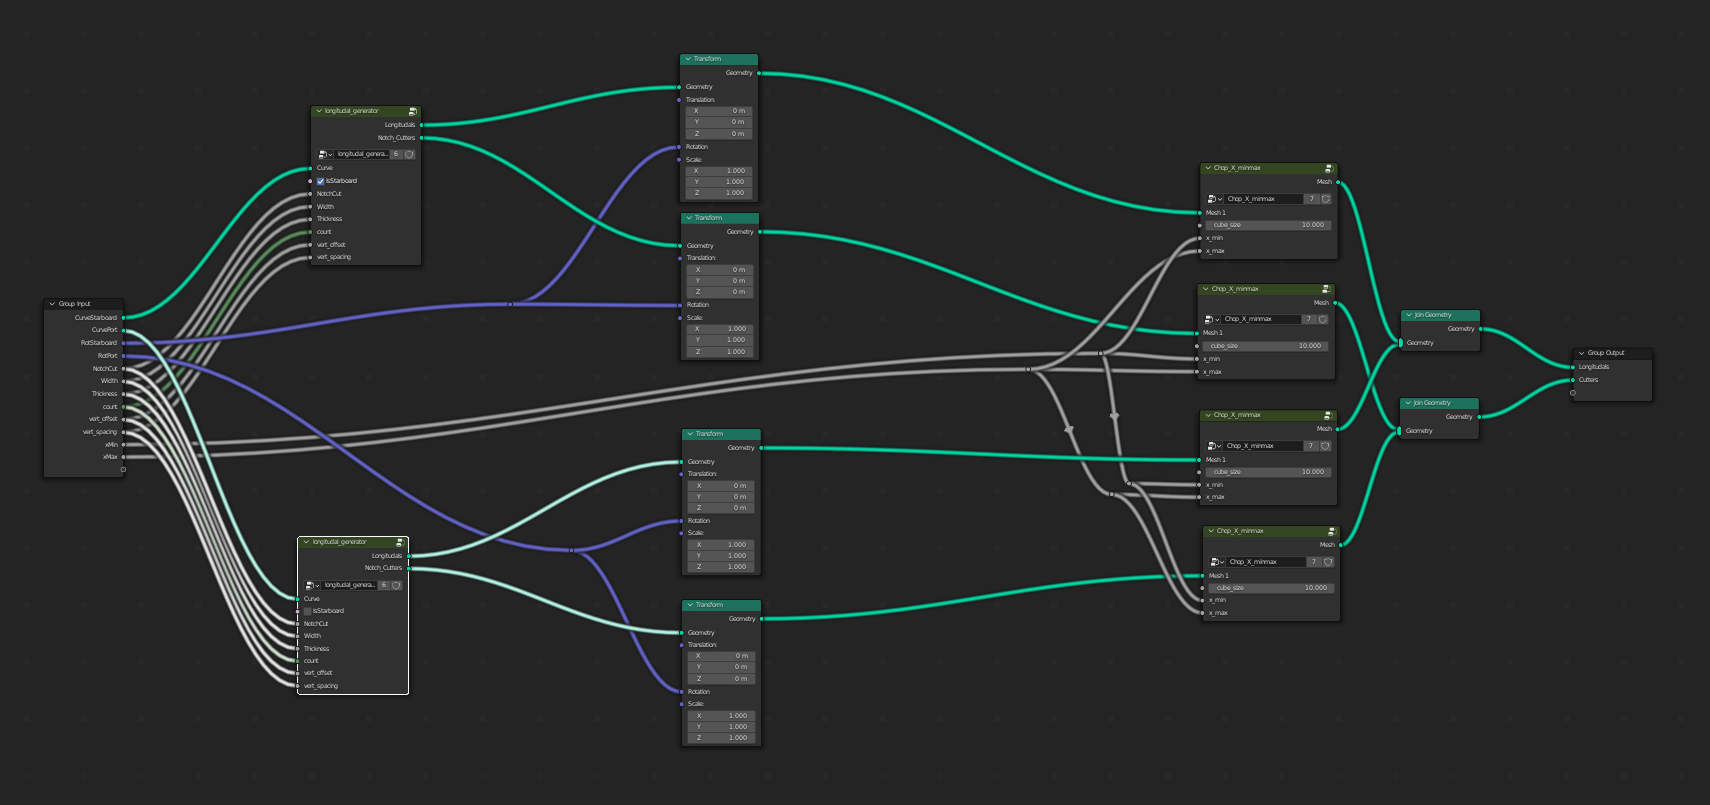 Group Input
CurveStarboard
CurvePort
RotStarboard
RotPort
NotchCut
Width
Thickness
count
vert_offset
vert_spacing
xMin
xMax
longitudal_generator
Longitudals
Notch_Cutters
longitudal_genera.. 6
Curve
IsStarboard
NotchCut
Width
Thickness
count
vert_offset
vert_spacing
longitudal_generator
Longitudals
Notch_Cutters
longitudal_genera.. 6
Curve
IsStarboard
NotchCut
Width
Thickness
count
vert_offset
vert_spacing
Transform
Geometry
Geometry
Translation:
X 0 m
Y 0 m
Z 0 m
Rotation
Scale:
X 1.000
Y 1.000
Z 1.000
Transform
Geometry
Geometry
Translation:
X 0 m
Y 0 m
Z 0 m
Rotation
Scale:
X 1.000
Y 1.000
Z 1.000
Transform
Geometry
Geometry
Translation:
X 0 m
Y 0 m
Z 0 m
Rotation
Scale:
X 1.000
Y 1.000
Z 1.000
Transform
Geometry
Geometry
Translation:
X 0 m
Y 0 m
Z 0 m
Rotation
Scale:
X 1.000
Y 1.000
Z 1.000
Chop_X_minmax
Mesh
Chop_X_minmax 7
Mesh 1
cube_size 10.000
x_min
x_max
Chop_X_minmax
Mesh
Chop_X_minmax 7
Mesh 1
cube_size 10.000
x_min
x_max
Chop_X_minmax
Mesh
Chop_X_minmax 7
Mesh 1
cube_size 10.000
x_min
x_max
Chop_X_minmax
Mesh
Chop_X_minmax 7
Mesh 1
cube_size 10.000
x_min
x_max
Join Geometry
Geometry
Geometry
Join Geometry
Geometry
Geometry
Group Output
Longitudals
Cutters